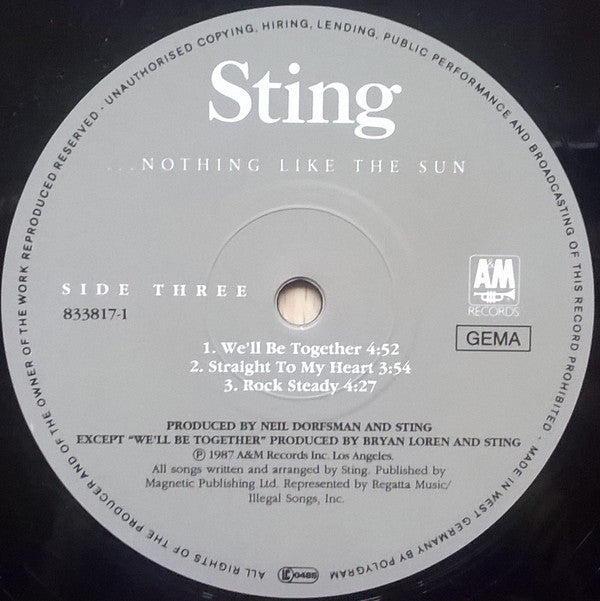 ALL RIGHTS OF THE PRODUCER AND OF THE OWNER OF THE WORK REPRODUCED RESERVED · UNAUTHORISED COPYING, HIRING, LENDING, PUBLIC PERFORMANCE AND BROADCASTING OF THIS RECORD PROHIBITED · MADE IN WEST GERMANY BY POLYGRAM
Sting
...NOTHING LIKE THE SUN
A&M
RECORDS
SIDE THREE
833817-1
GEMA
1. We'll Be Together 4:52
2. Straight To My Heart 3:54
3. Rock Steady 4:27
PRODUCED BY NEIL DORFSMAN AND STING
EXCEPT "WE'LL BE TOGETHER" PRODUCED BY BRYAN LOREN AND STING
℗ 1987 A&M Records Inc. Los Angeles.
All songs written and arranged by Sting. Published by
Magnetic Publishing Ltd. Represented by Regatta Music/
Illegal Songs, Inc.
LC 0485